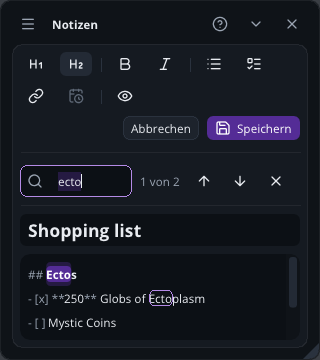 Notizen
H1 H2 B I
Abbrechen Speichern
ecto 1 von 2
Shopping list
## Ectos
- [x] **250** Globs of Ectoplasm
- [ ] Mystic Coins